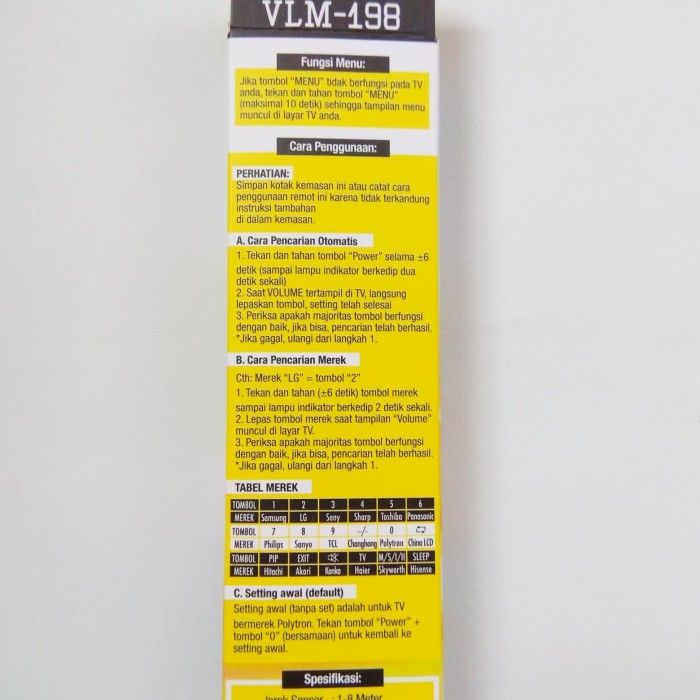 VLM-198
Fungsi Menu:
Jika tombol "MENU" tidak berfungsi pada TV
anda, tekan dan tahan tombol "MENU"
(maksimal 10 detik) sehingga tampilan menu
muncul di layar TV anda.
Cara Penggunaan:
PERHATIAN:
Simpan kotak kemasan ini atau catat cara
penggunaan remot ini karena tidak terkandung
instruksi tambahan
di dalam kemasan.
A. Cara Pencarian Otomatis
1. Tekan dan tahan tombol "Power" selama ±6
detik (sampai lampu indikator berkedip dua
detik sekali)
2. Saat VOLUME tertampil di TV, langsung
lepaskan tombol, setting telah selesai
3. Periksa apakah majoritas tombol berfungsi
dengan baik, jika bisa, pencarian telah berhasil.
*Jika gagal, ulangi dari langkah 1.
B. Cara Pencarian Merek
Cth: Merek "LG" = tombol "2"
1. Tekan dan tahan (±6 detik) tombol merek
sampai lampu indikator berkedip 2 detik sekali.
2. Lepas tombol merek saat tampilan "Volume"
muncul di layar TV.
3. Periksa apakah majoritas tombol berfungsi
dengan baik, jika bisa, pencarian telah berhasil.
*Jika gagal, ulangi dari langkah 1.
TABEL MEREK
TOMBOL 1 2 3 4 5 6
MEREK Samsung LG Sony Sharp Toshiba Panasonic
TOMBOL 7 8 9 -/-- 0
MEREK Philips Sanyo TCL Changhong Polytron China LCD
TOMBOL PIP EXIT TV M/S/I/II SLEEP
MEREK Hitachi Akari Konka Haier Skyworth Hisense
C. Setting awal (default)
Setting awal (tanpa set) adalah untuk TV
bermerek Polytron. Tekan tombol "Power" +
tombol "0" (bersamaan) untuk kembali ke
setting awal.
Spesifikasi:
Jarak Sensor : 1-8 Meter